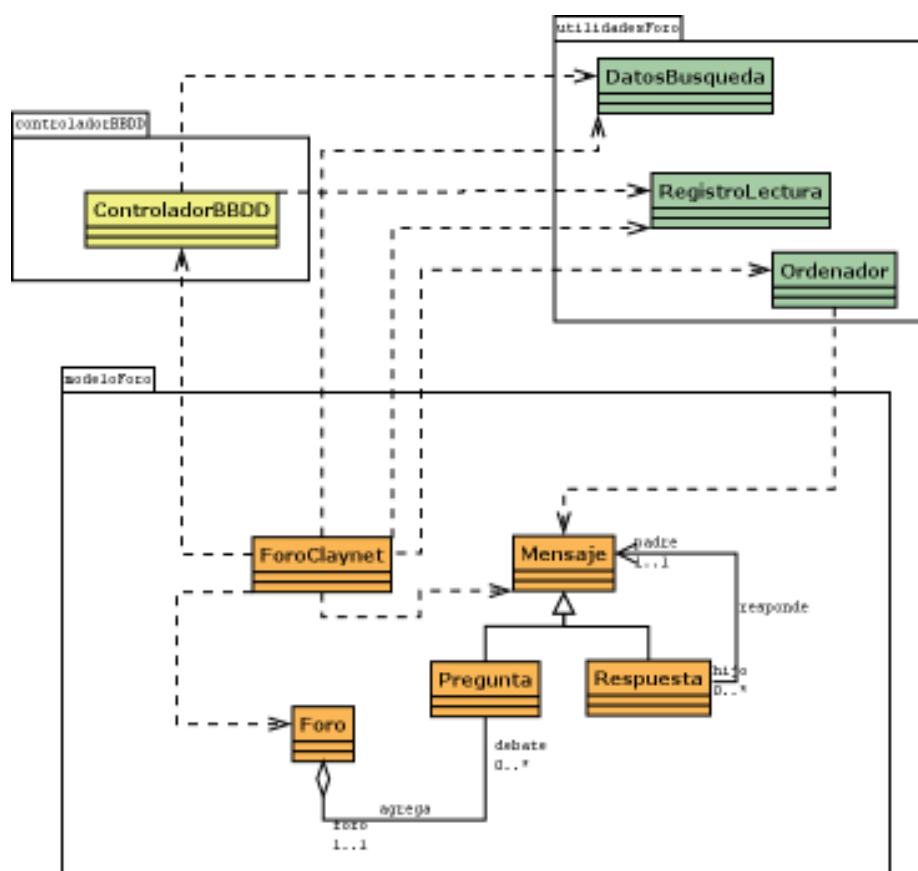 utilidadesForo
DatosBusqueda
controladorBBDD
RegistroLectura
ControladorBBDD
Ordenador
modeloForo
ForoClaynet
Mensaje
padre
1..1
responde
Pregunta
Respuesta
hijo
0..*
Foro
debate
0..*
agrega
foro
1..1